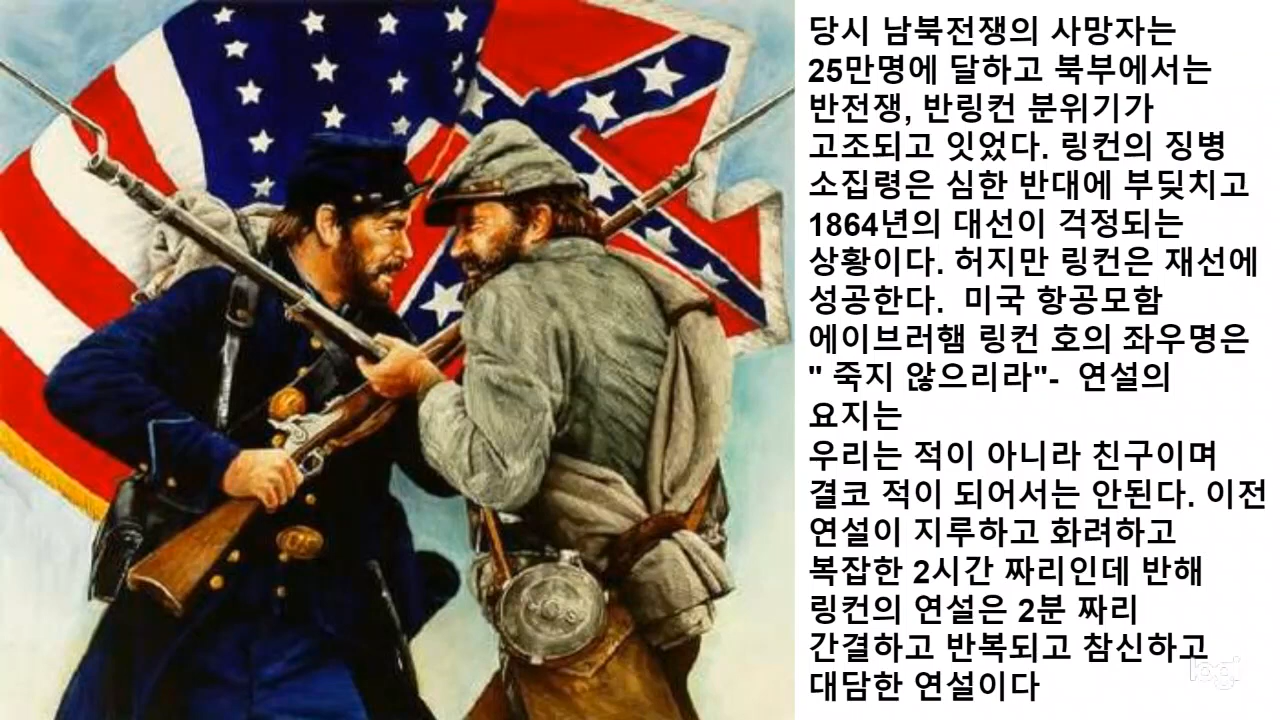 당시 남북전쟁의 사망자는
25만명에 달하고 북부에서는
반전쟁, 반링컨 분위기가
고조되고 잇었다. 링컨의 징병
소집령은 심한 반대에 부딪치고
1864년의 대선이 걱정되는
상황이다. 허지만 링컨은 재선에
성공한다.  미국 항공모함
에이브러햄 링컨 호의 좌우명은
" 죽지 않으리라"-  연설의
요지는
우리는 적이 아니라 친구이며
결코 적이 되어서는 안된다. 이전
연설이 지루하고 화려하고
복잡한 2시간 짜리인데 반해
링컨의 연설은 2분 짜리
간결하고 반복되고 참신하고
대담한 연설이다